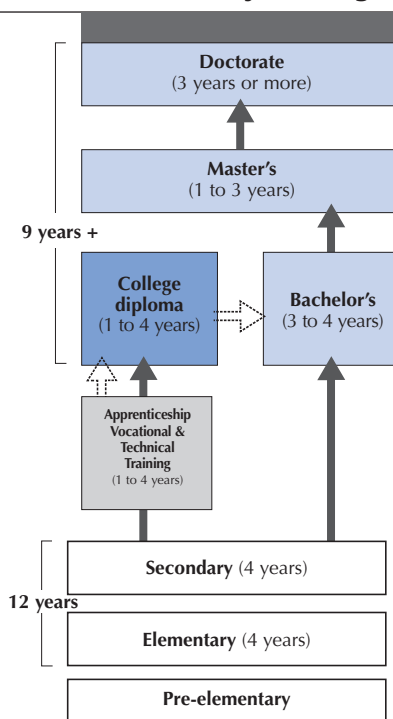 Doctorate
(3 years or more)
Master's
(1 to 3 years)
9 years +
College
diploma
(1 to 4 years)
Bachelor's
(3 to 4 years)
Apprenticeship
Vocational &
Technical
Training
(1 to 4 years)
Secondary (4 years)
12 years
Elementary (4 years)
Pre-elementary